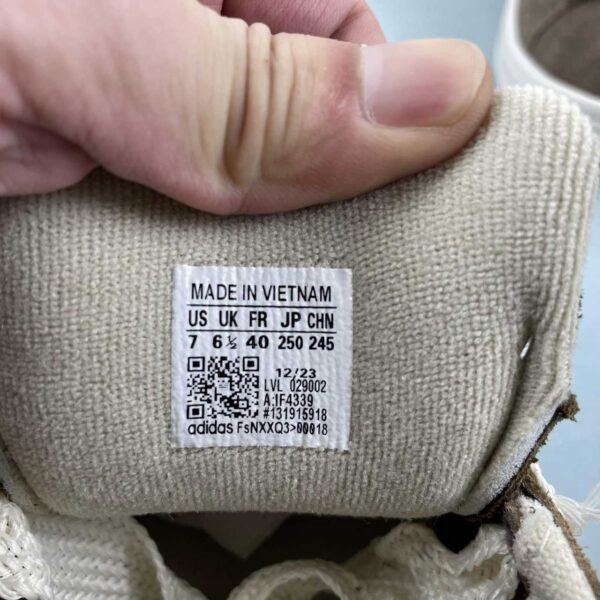 MADE IN VIETNAM
US UK FR JP CHN
7 6½ 40 250 245
12/23
LVL 029002
A:IF4339
#131915918
adidas FsNXXQ3>00018